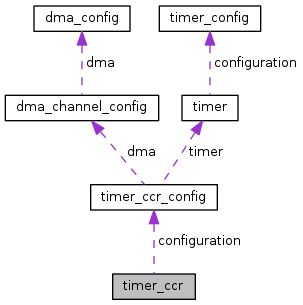 dma_config
timer_config
dma
configuration
dma_channel_config
timer
dma
timer
timer_ccr_config
configuration
timer_ccr